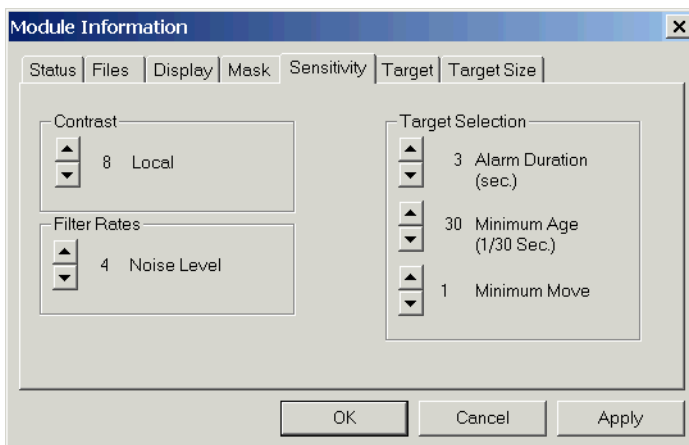 Module Information
Status Files Display Mask Sensitivity Target Target Size
Contrast
8 Local
Filter Rates
4 Noise Level
Target Selection
3 Alarm Duration
(sec.)
30 Minimum Age
(1/30 Sec.)
1 Minimum Move
OK Cancel Apply